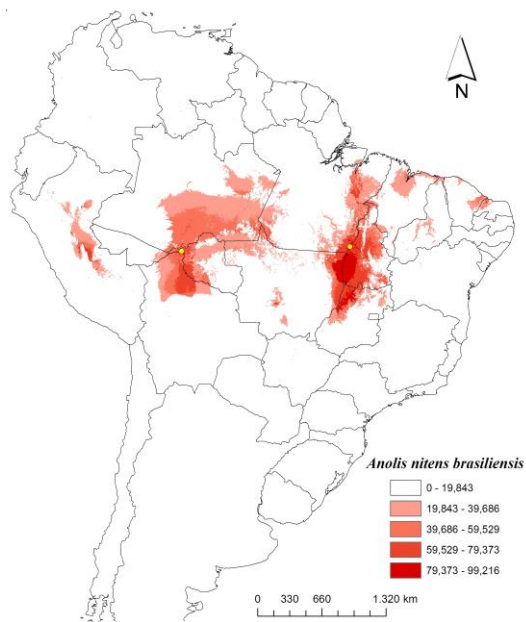 N
Anolis nitens brasiliensis
0 - 19,843
19,843 - 39,686
39,686 - 59,529
59,529 - 79,373
79,373 - 99,216
0 330 660 1.320 km